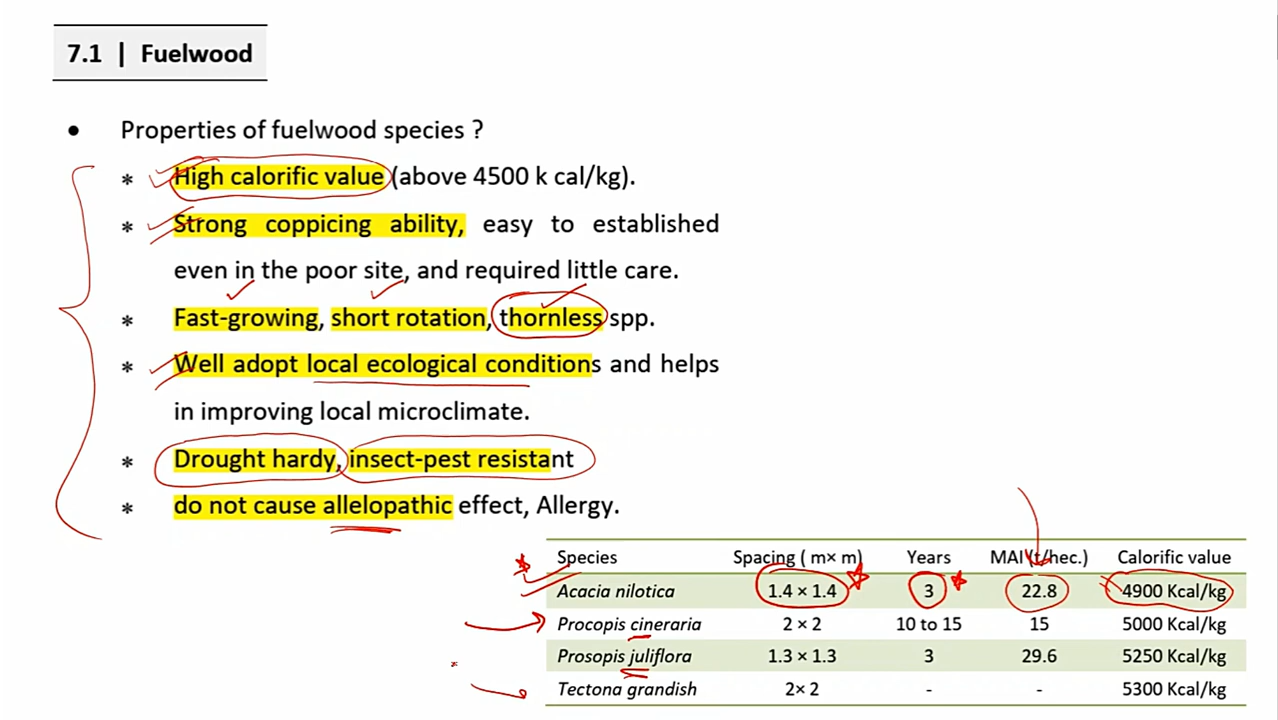 7.1 | Fuelwood
• Properties of fuelwood species ?
* High calorific value (above 4500 k cal/kg).
* Strong coppicing ability, easy to established
even in the poor site, and required little care.
* Fast-growing, short rotation, thornless spp.
* Well adopt local ecological conditions and helps
in improving local microclimate.
* Drought hardy, insect-pest resistant
* do not cause allelopathic effect, Allergy.
Species Spacing ( m× m) Years MAI (t/hec.) Calorific value
Acacia nilotica 1.4 × 1.4 3 22.8 4900 Kcal/kg
Procopis cineraria 2 × 2 10 to 15 15 5000 Kcal/kg
Prosopis juliflora 1.3 × 1.3 3 29.6 5250 Kcal/kg
Tectona grandish 2× 2 - - 5300 Kcal/kg